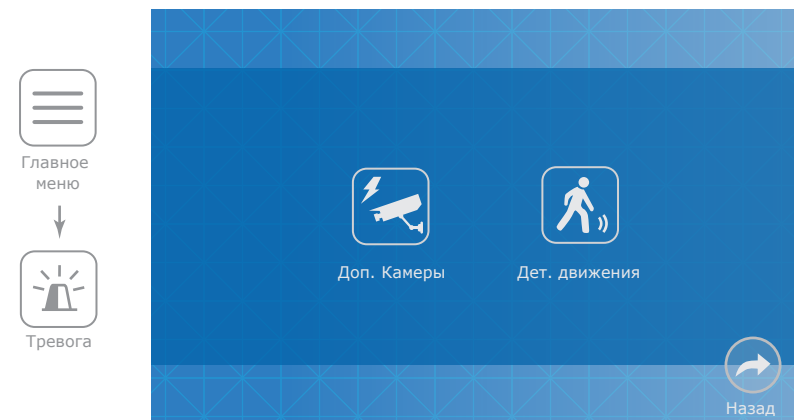 Главное
меню
Тревога
Доп. Камеры
Дет. движения
Назад